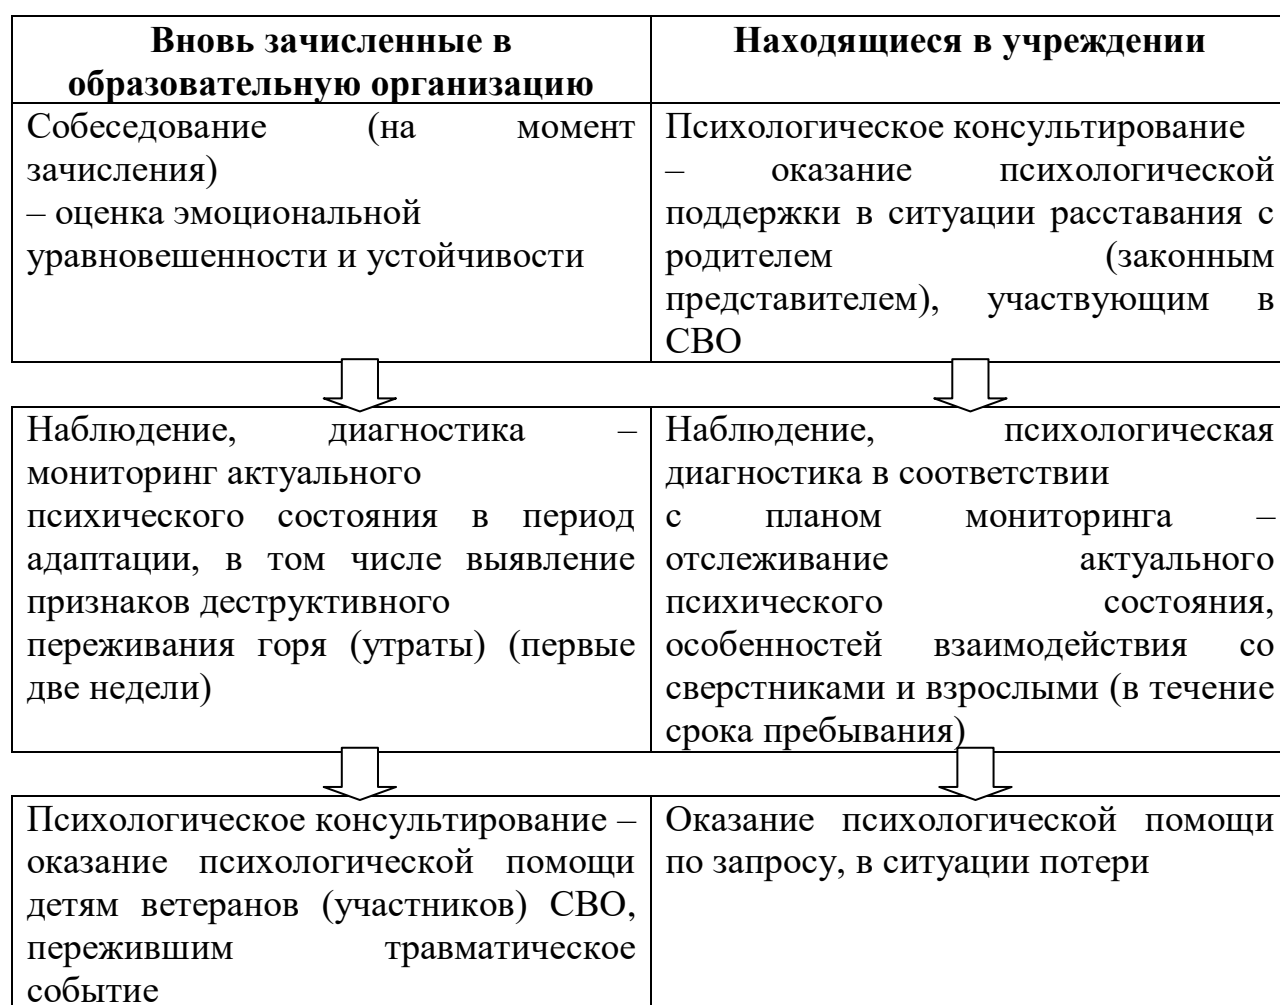 Вновь зачисленные в
образовательную организацию
Находящиеся в учреждении
Собеседование (на момент
зачисления)
– оценка эмоциональной
уравновешенности и устойчивости
Психологическое консультирование
– оказание психологической
поддержки в ситуации расставания с
родителем (законным
представителем), участвующим в
СВО
Наблюдение, диагностика –
мониторинг актуального
психического состояния в период
адаптации, в том числе выявление
признаков деструктивного
переживания горя (утраты) (первые
две недели)
Наблюдение, психологическая
диагностика в соответствии
с планом мониторинга –
отслеживание актуального
психического состояния,
особенностей взаимодействия со
сверстниками и взрослыми (в течение
срока пребывания)
Психологическое консультирование –
оказание психологической помощи
детям ветеранов (участников) СВО,
пережившим травматическое
событие
Оказание психологической помощи
по запросу, в ситуации потери